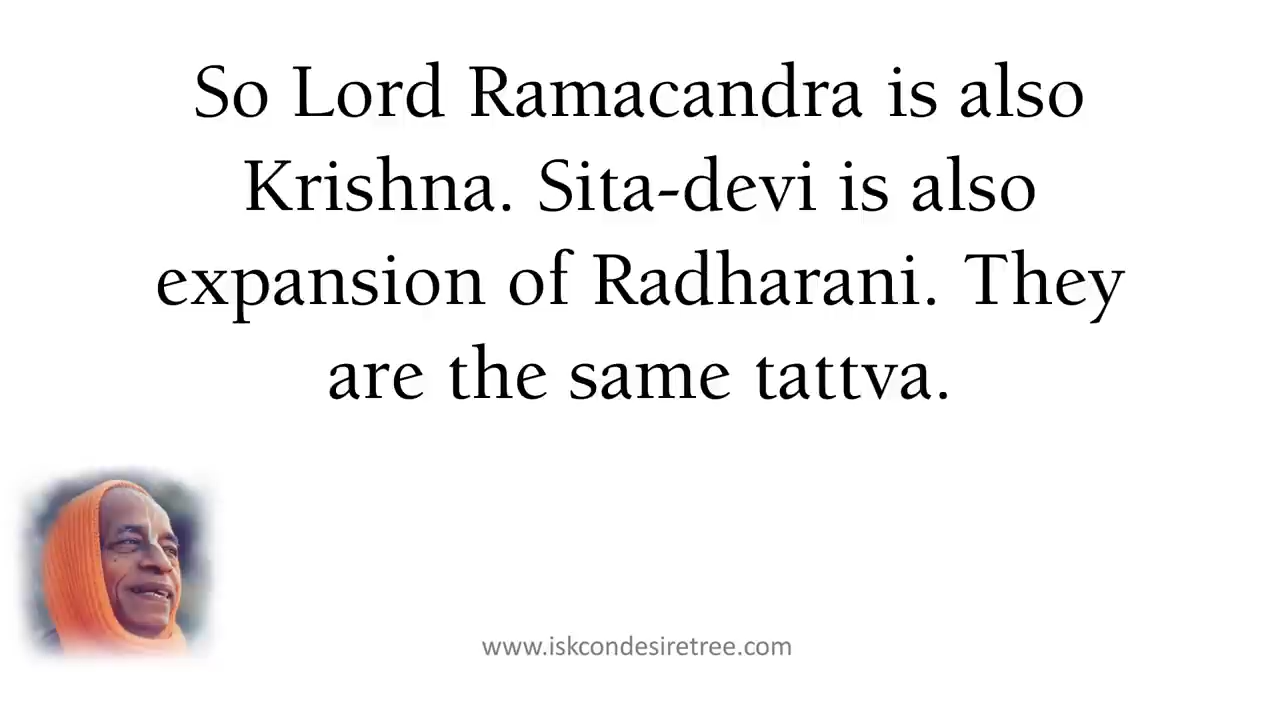 So Lord Ramacandra is also
Krishna. Sita-devi is also
expansion of Radharani. They
are the same tattva.
www.iskcondesiretree.com